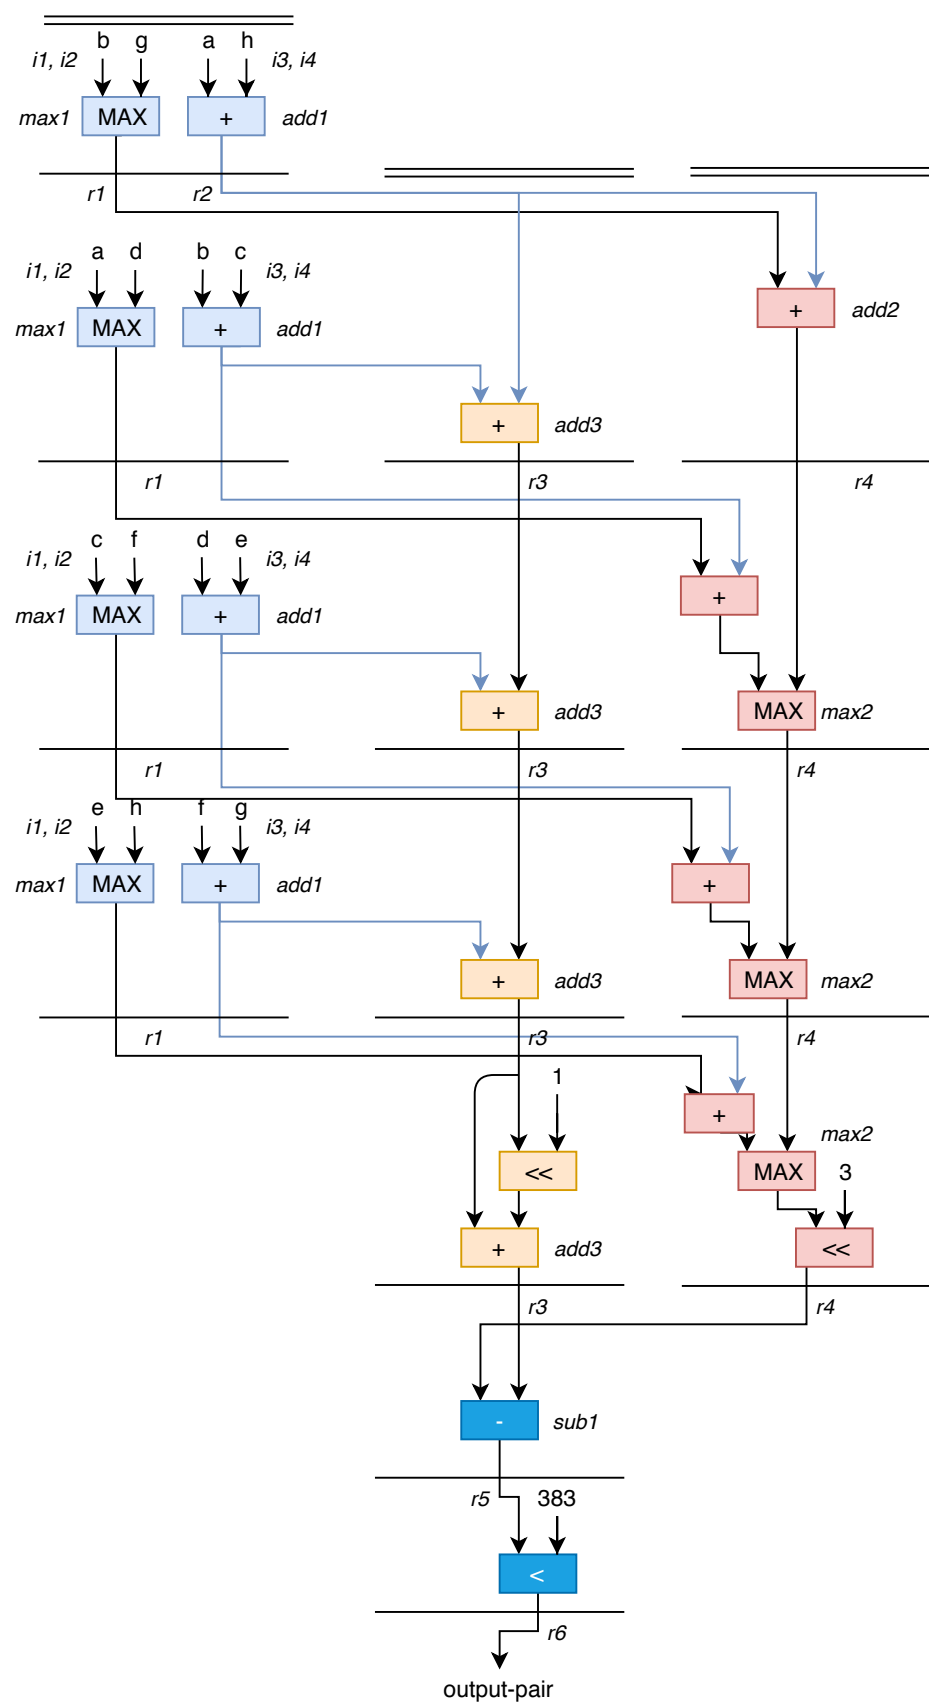 b g a h
i1, i2 i3, i4
max1 MAX + add1
r1 r2
a d b c
i1, i2 i3, i4
max1 MAX + add1 + add2
+ add3
r1 r3 r4
c f d e
i1, i2 i3, i4
max1 MAX + add1 +
+ add3 MAX max2
r1 r3 r4
e h f g
i1, i2 i3, i4
max1 MAX + add1 +
+ add3 MAX max2
r1 r3 r4
1
+ max2
<< MAX 3
+ add3 <<
r3 r4
- sub1
r5 383
<
r6
output-pair